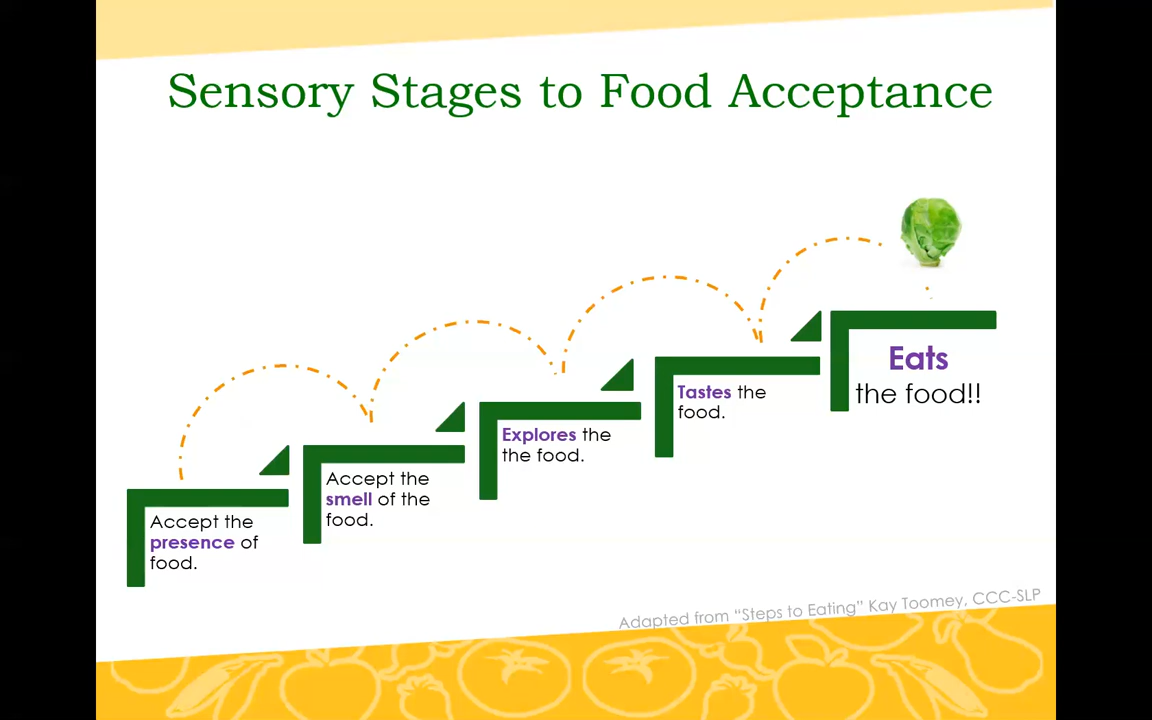 Sensory Stages to Food Acceptance
Accept the
presence of
food.
Accept the
smell of the
food.
Explores the
the food.
Tastes the
food.
Eats
the food!!
Adapted from “Steps to Eating” Kay Toomey, CCC-SLP